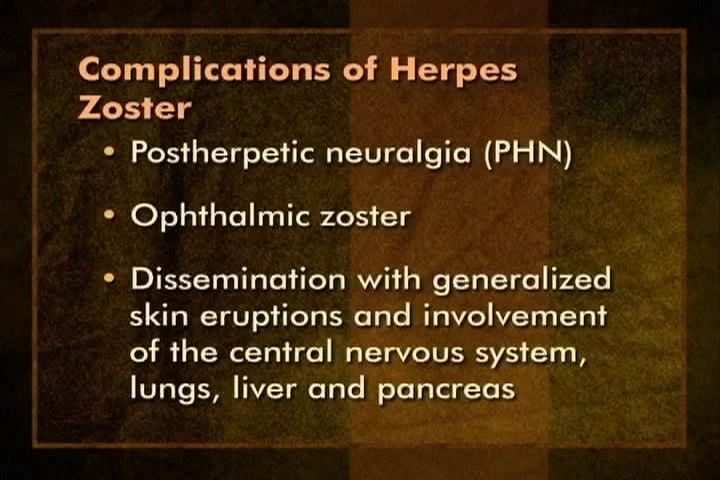 Complications of Herpes
Zoster
• Postherpetic neuralgia (PHN)
• Ophthalmic zoster
• Dissemination with generalized
skin eruptions and involvement
of the central nervous system,
lungs, liver and pancreas